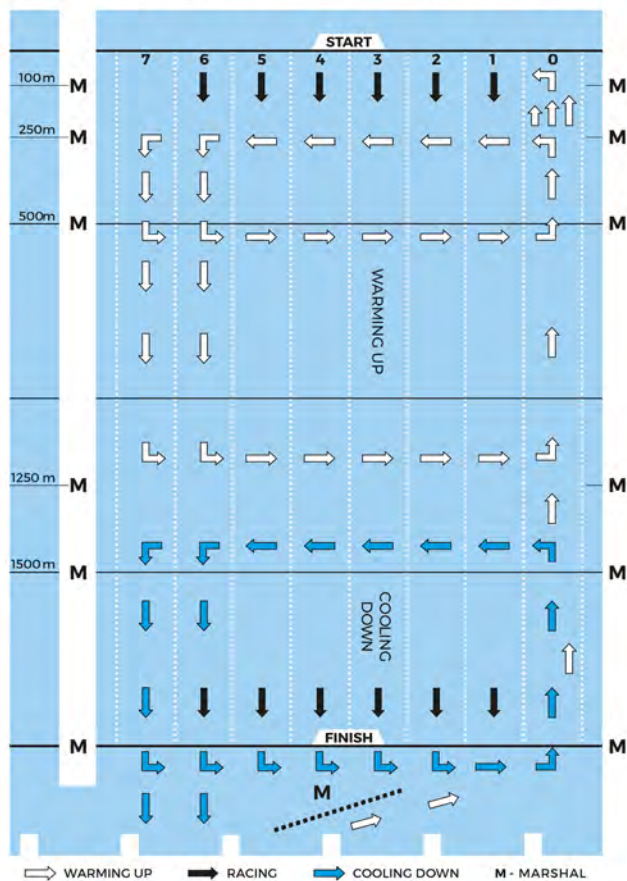 START
7 6 5 4 3 2 1 0
100m M M
250m M M
500m M M
WARMING UP
1250 m M M
1500m M M
COOLING
DOWN
M FINISH M
M
WARMING UP RACING COOLING DOWN M - MARSHAL